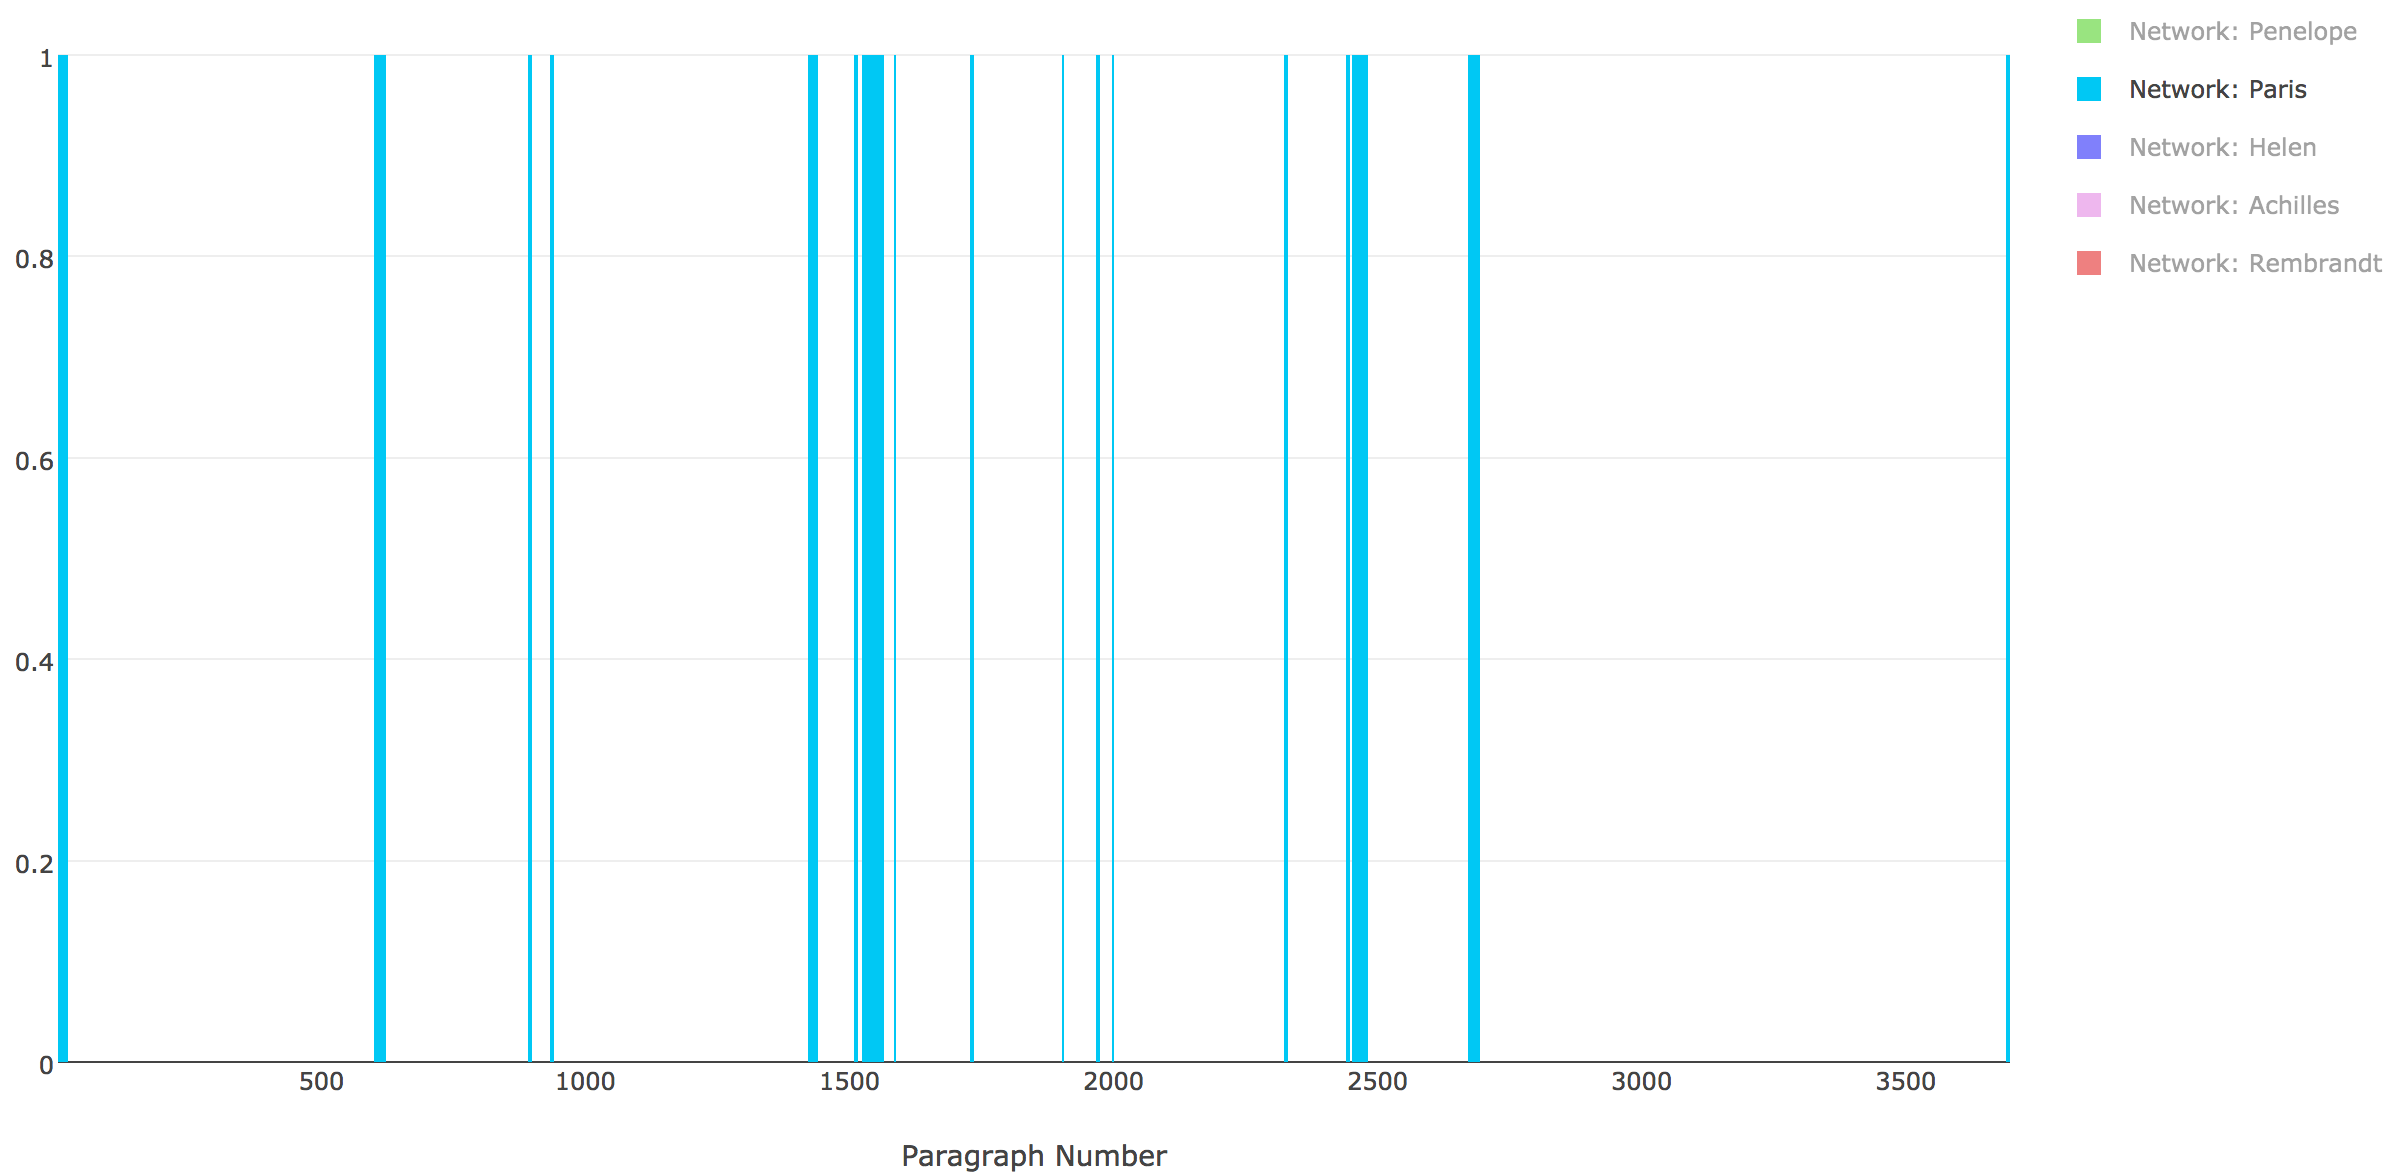 Network: Penelope
Network: Paris
Network: Helen
Network: Achilles
Network: Rembrandt
1
0.8
0.6
0.4
0.2
0
500 1000 1500 2000 2500 3000 3500
Paragraph Number